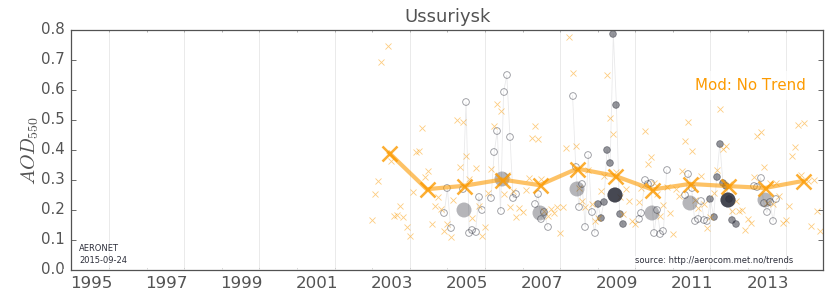 Ussuriysk
0.8
0.7
0.6
0.5
0.4
0.3
0.2
0.1
0.0
AOD550
Mod: No Trend
AERONET
2015-09-24
source: http://aerocom.met.no/trends
1995 1997 1999 2001 2003 2005 2007 2009 2011 2013